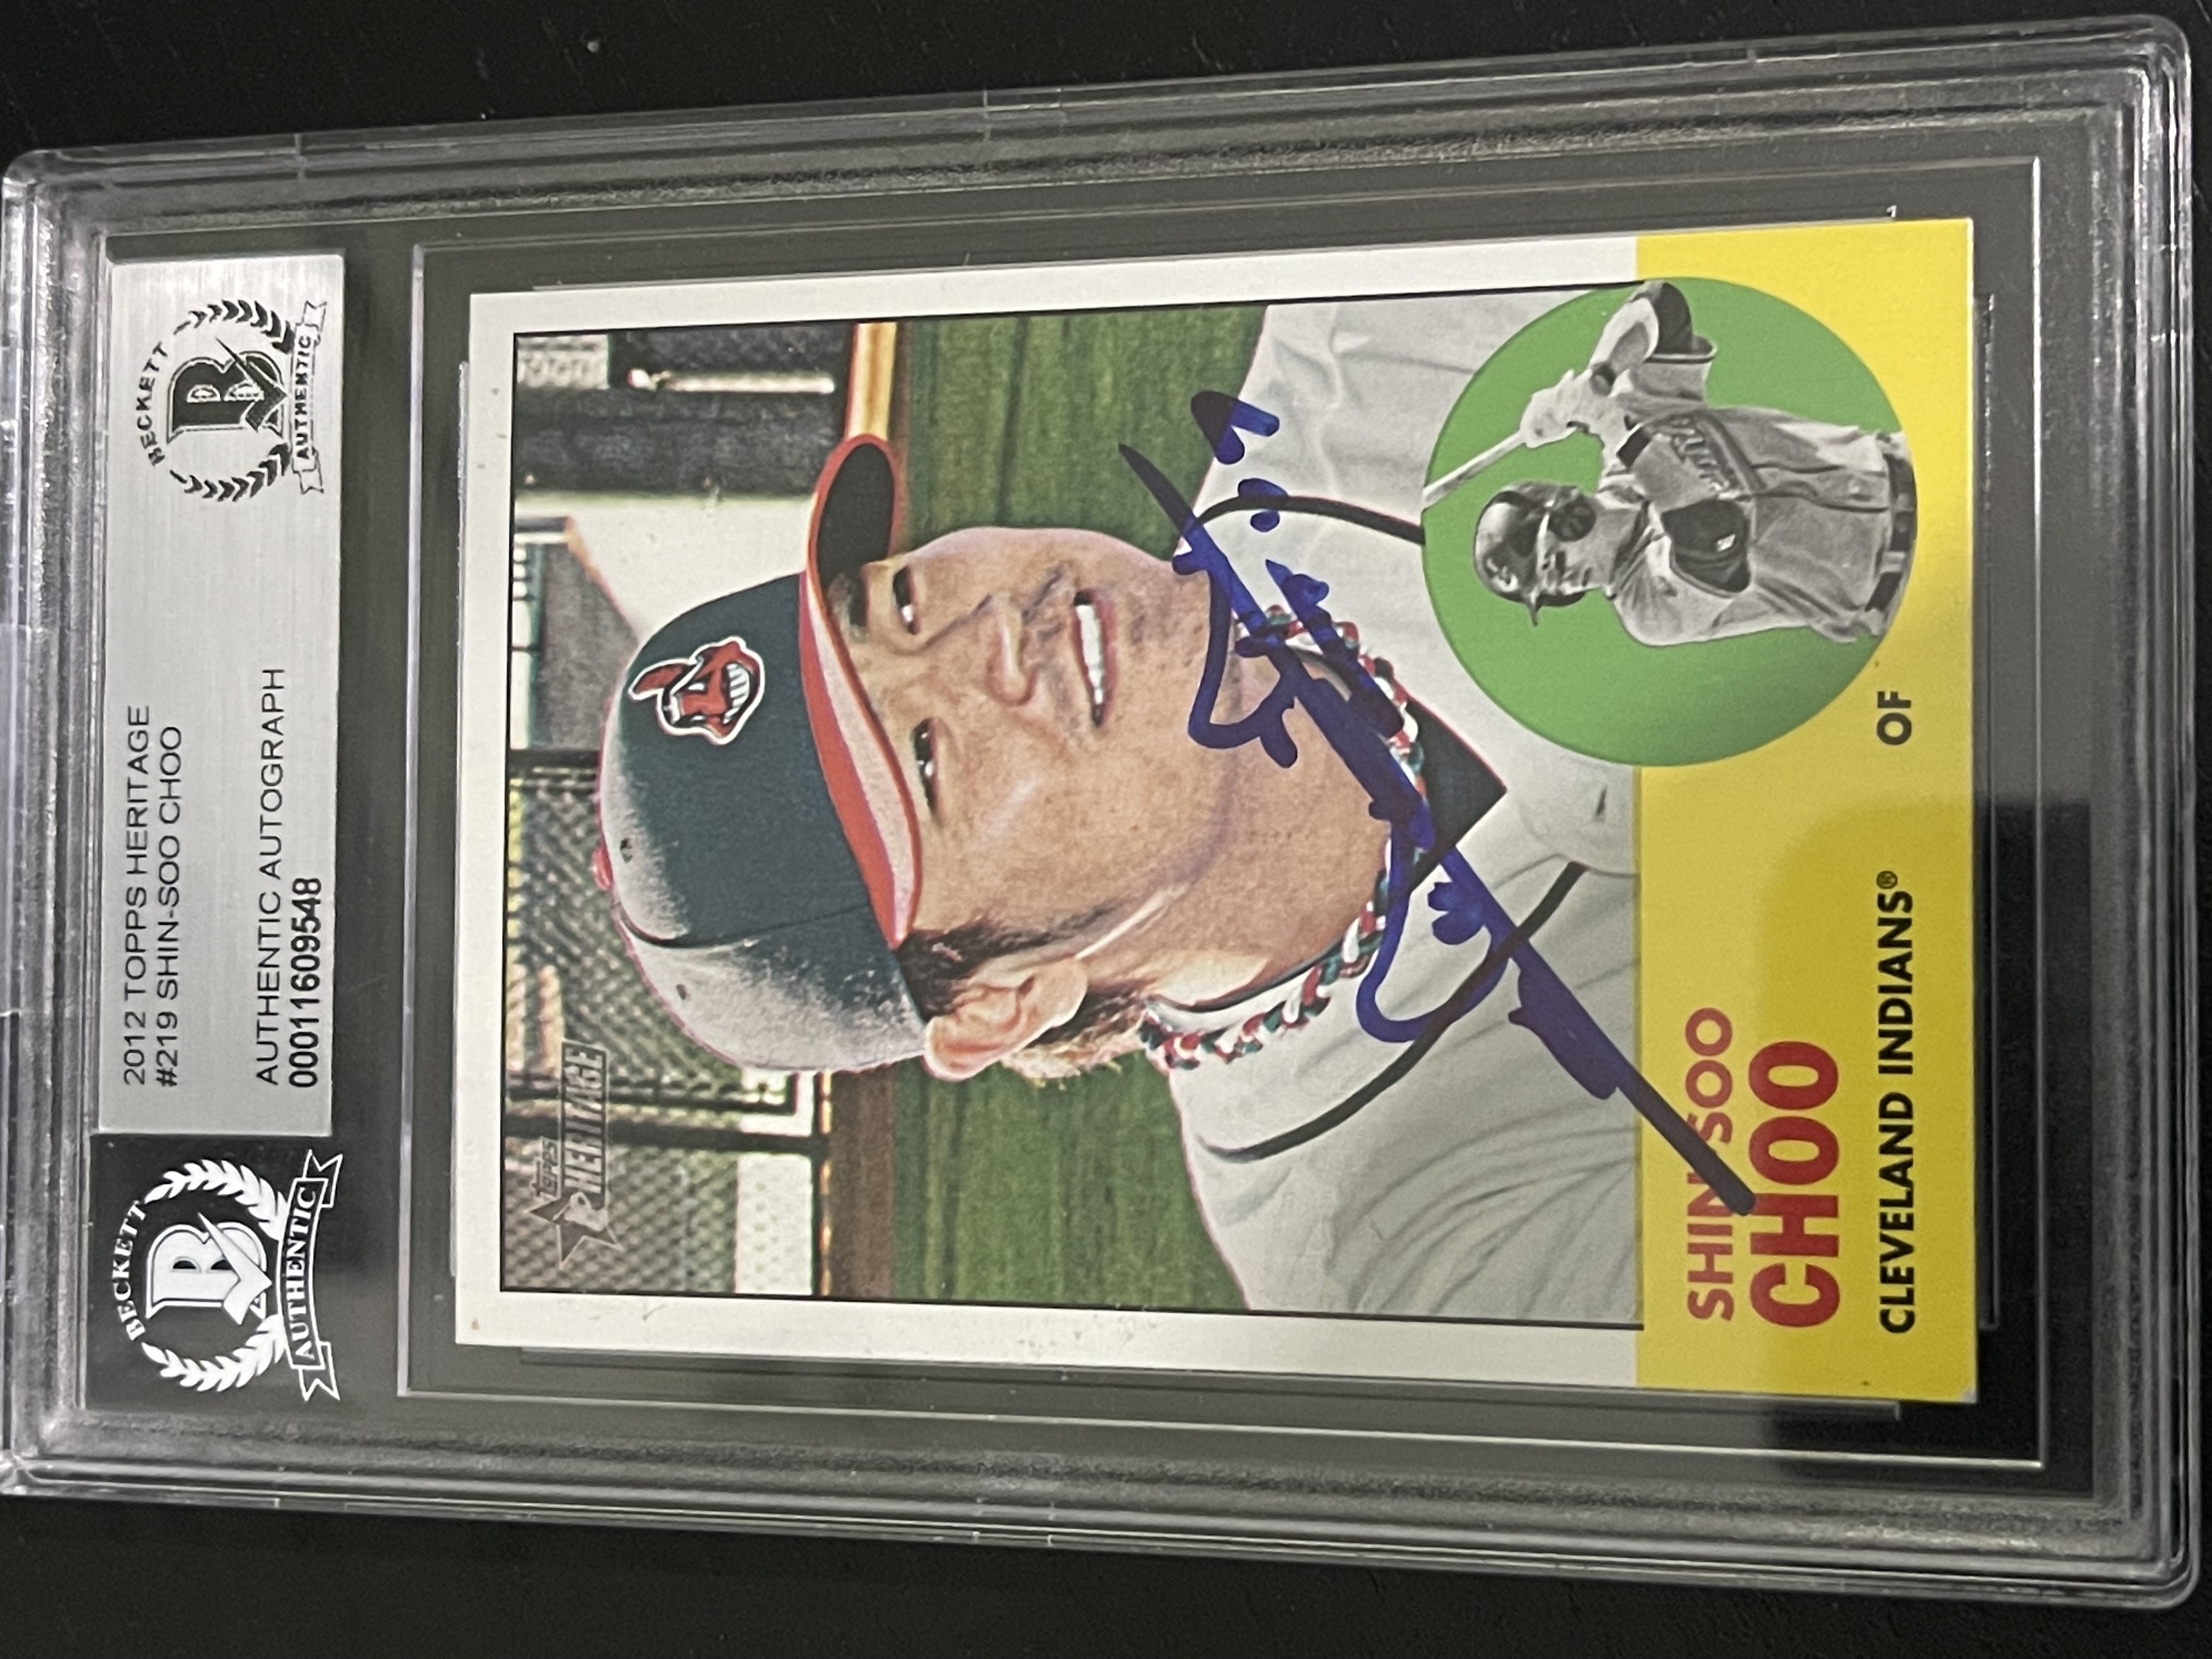 BECKETT
B
AUTHENTIC
2012 TOPPS HERITAGE
#219 SHIN-SOO CHOO
AUTHENTIC AUTOGRAPH
00011609548
BECKETT
B
AUTHENTIC
Topps
HERITAGE
SHIN-SOO
CHOO
CLEVELAND INDIANS®
OF